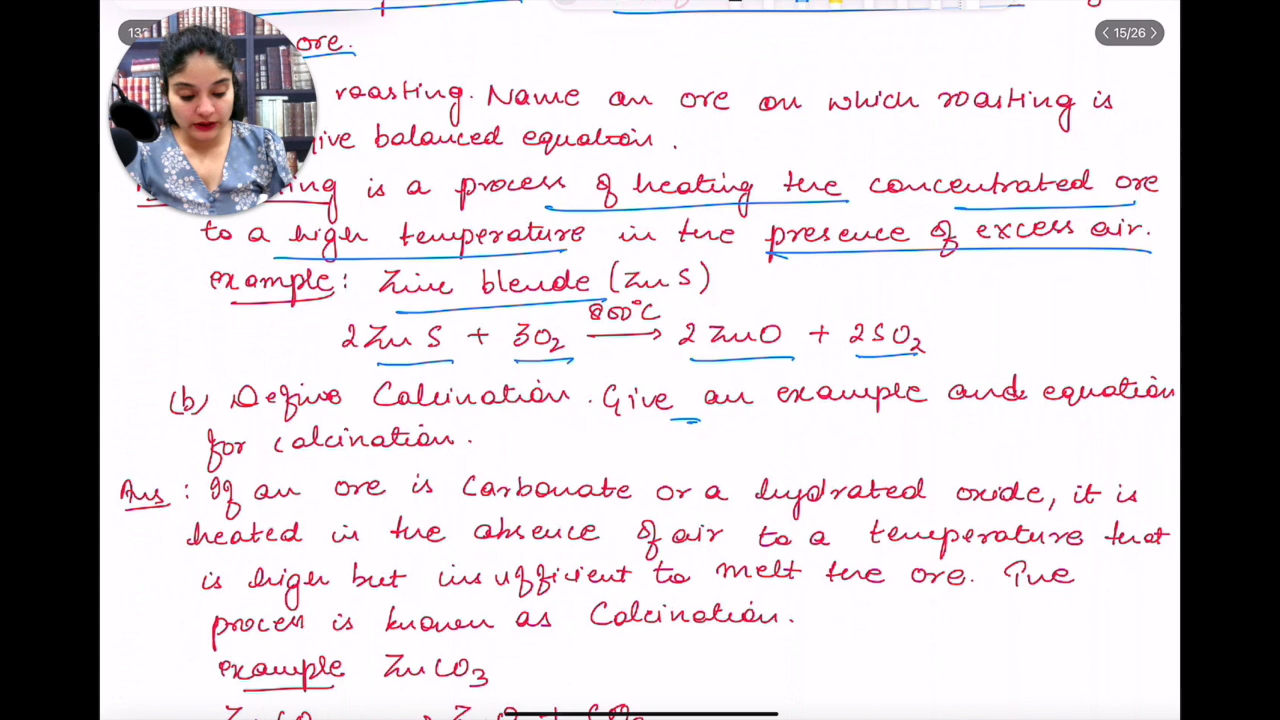 13
15/26
ore.
roasting. Name an ore on which roasting is
give balanced equation.
ing is a process of heating the concentrated ore
to a high temperature in the presence of excess air.
example: Zinc blende (ZnS)
2ZnS + 3O₂ 800°C → 2ZnO + 2SO₂
(b) Define Calcination. Give an example and equation
for calcination.
Ans: If an ore is carbonate or a hydrated oxide, it is
heated in the absence of air to a temperature that
is high but insufficient to melt the ore. The
process is known as Calcination.
example ZnCO₃